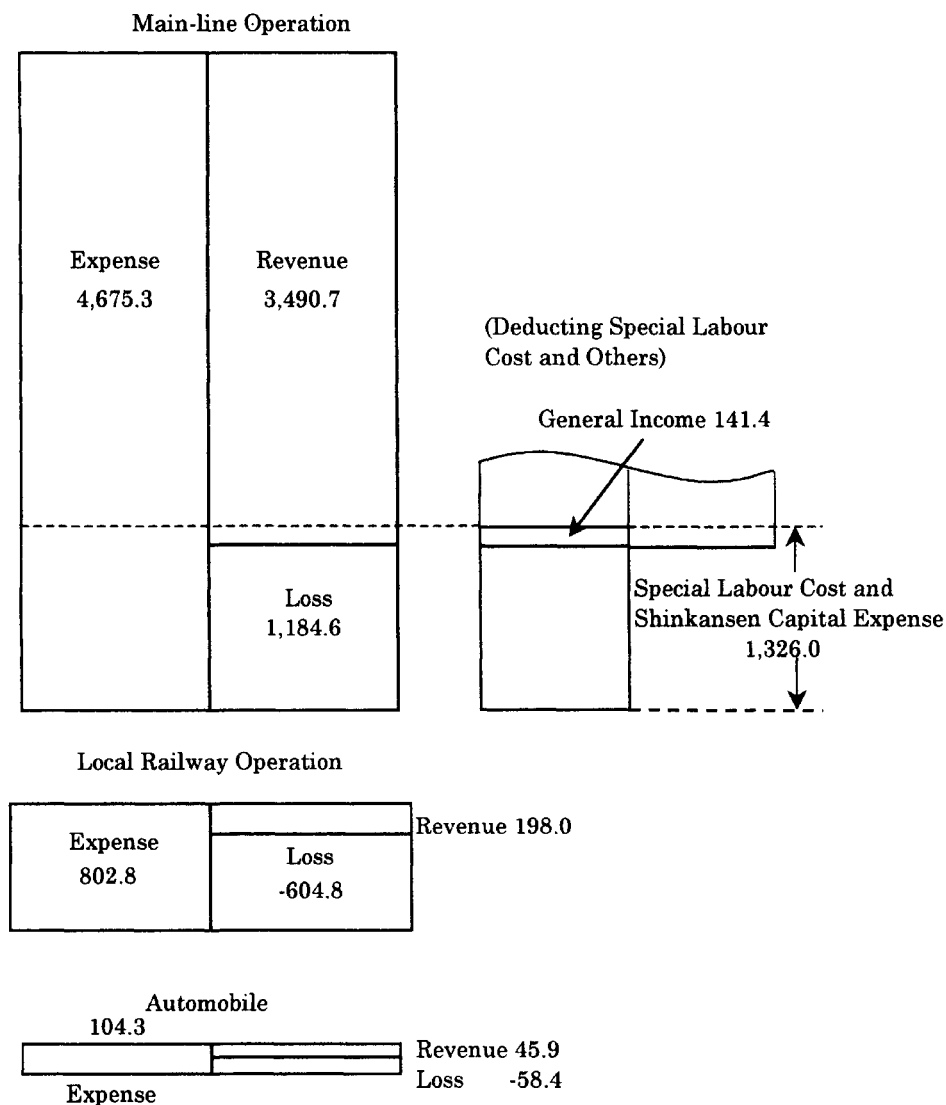 Main-line Operation
Expense
4,675.3
Revenue
3,490.7
(Deducting Special Labour
Cost and Others)
General Income 141.4
Loss
1,184.6
Special Labour Cost and
Shinkansen Capital Expense
1,326.0
Local Railway Operation
Expense
802.8
Revenue 198.0
Loss
-604.8
Automobile
104.3
Expense
Revenue 45.9
Loss -58.4